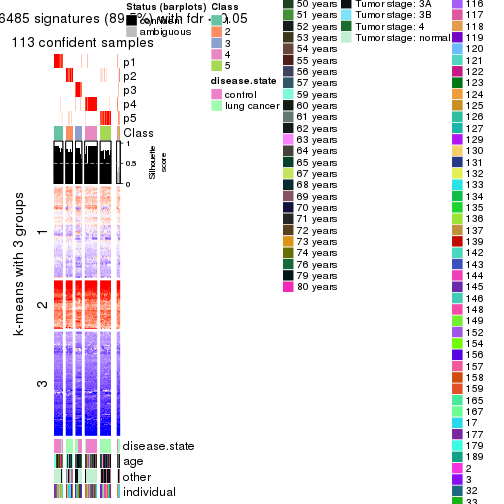 6485 signatures (89.
) with fdr < 0.05
113 confident samples
p1
p2
p3
p4
p5
Class
1
0.5
0
Silhouette
score
k-means with 3 groups
1
2
3
disease.state
age
other
individual
Status (barplots)
confident
ambiguous
Class
1
2
3
4
5
disease.state
control
lung cancer
50 years
51 years
52 years
53 years
54 years
55 years
56 years
57 years
59 years
60 years
61 years
62 years
63 years
64 years
65 years
67 years
68 years
69 years
70 years
71 years
72 years
73 years
74 years
76 years
79 years
80 years
Tumor stage: 3A
Tumor stage: 3B
Tumor stage: 4
Tumor stage: normal
116
117
118
119
120
121
122
123
124
125
126
127
129
130
131
132
133
134
135
136
137
139
142
143
144
145
146
148
149
152
154
156
157
158
159
165
167
17
177
179
189
2
3
32
33